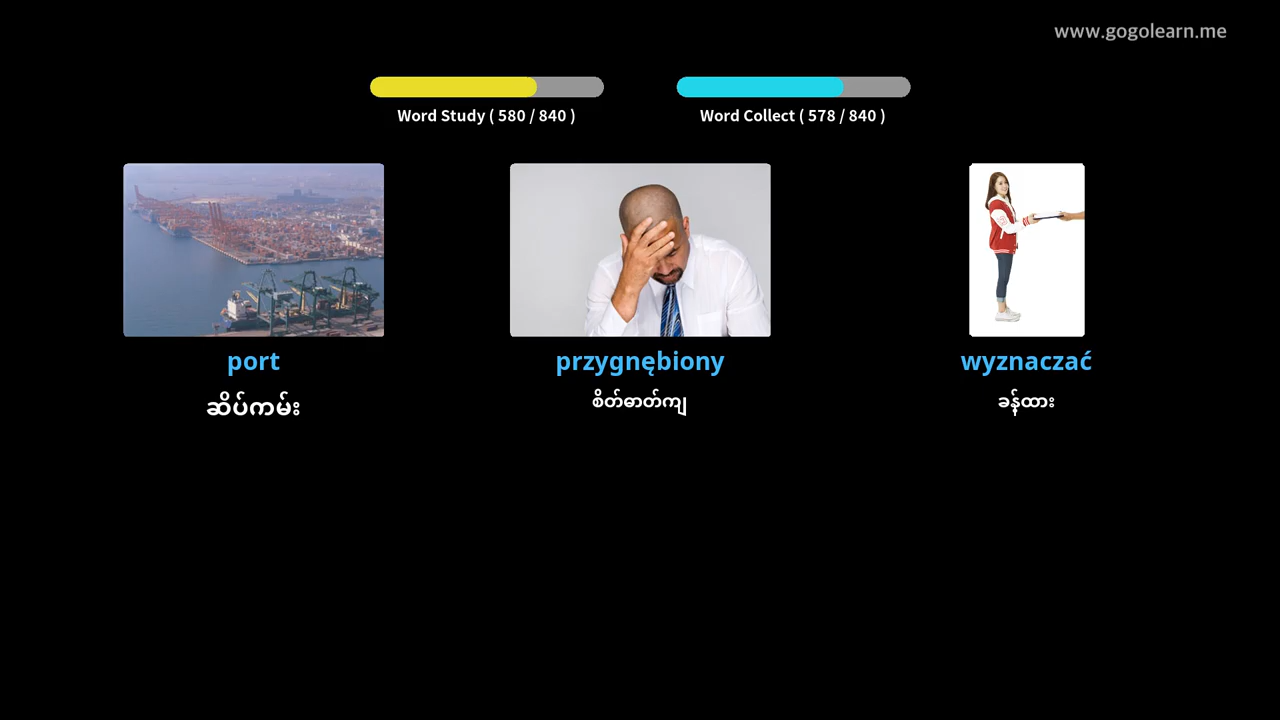 www.gogolearn.me
Word Study ( 580 / 840 )
Word Collect ( 578 / 840 )
port
przygnębiony
wyznaczać
ဆိပ်ကမ်း
စိတ်ဓာတ်ကျ
ခန့်ထား